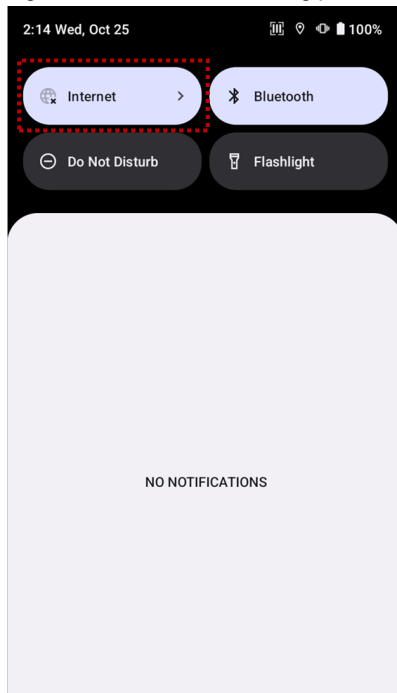 2:14 Wed, Oct 25 100%
Internet
Bluetooth
Do Not Disturb
Flashlight
NO NOTIFICATIONS